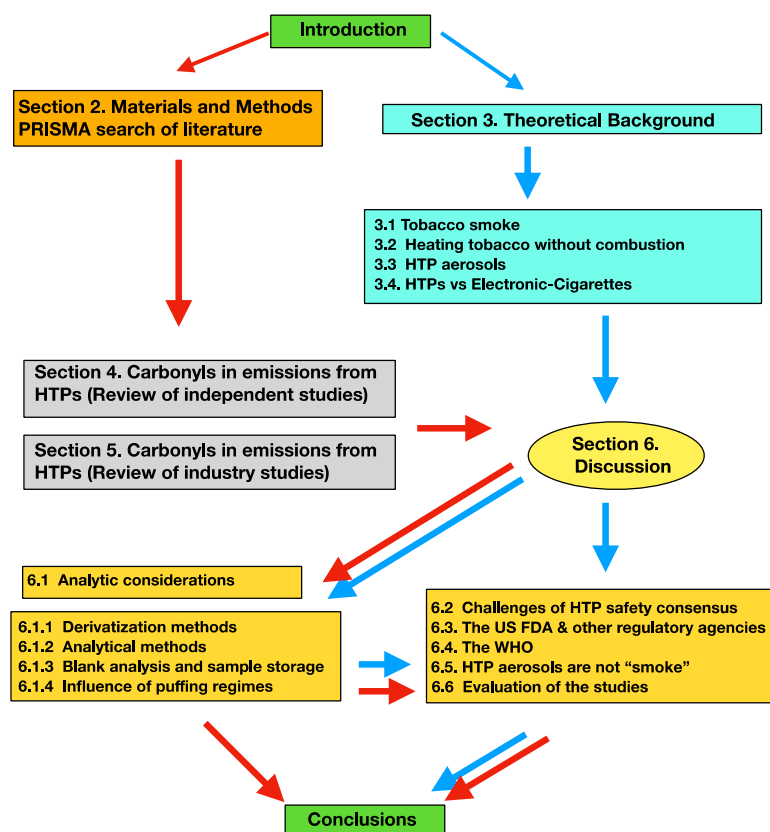 Introduction
Section 2. Materials and Methods
PRISMA search of literature
Section 3. Theoretical Background
3.1 Tobacco smoke
3.2 Heating tobacco without combustion
3.3 HTP aerosols
3.4. HTPs vs Electronic-Cigarettes
Section 4. Carbonyls in emissions from
HTPs (Review of independent studies)
Section 5. Carbonyls in emissions from
HTPs (Review of industry studies)
Section 6.
Discussion
6.1 Analytic considerations
6.1.1 Derivatization methods
6.1.2 Analytical methods
6.1.3 Blank analysis and sample storage
6.1.4 Influence of puffing regimes
6.2 Challenges of HTP safety consensus
6.3. The US FDA & other regulatory agencies
6.4. The WHO
6.5. HTP aerosols are not “smoke”
6.6 Evaluation of the studies
Conclusions